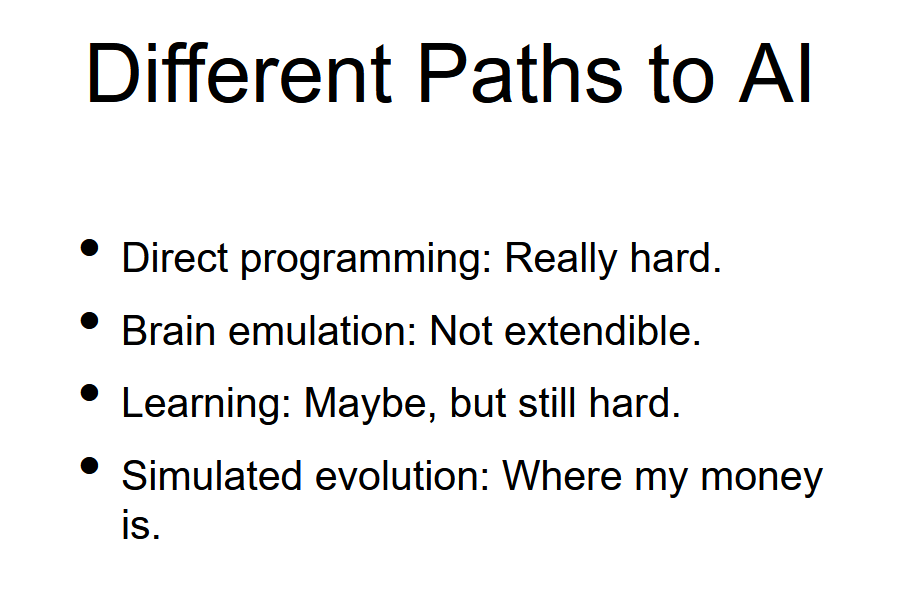 Different Paths to AI
• Direct programming: Really hard.
• Brain emulation: Not extendible.
• Learning: Maybe, but still hard.
• Simulated evolution: Where my money
is.